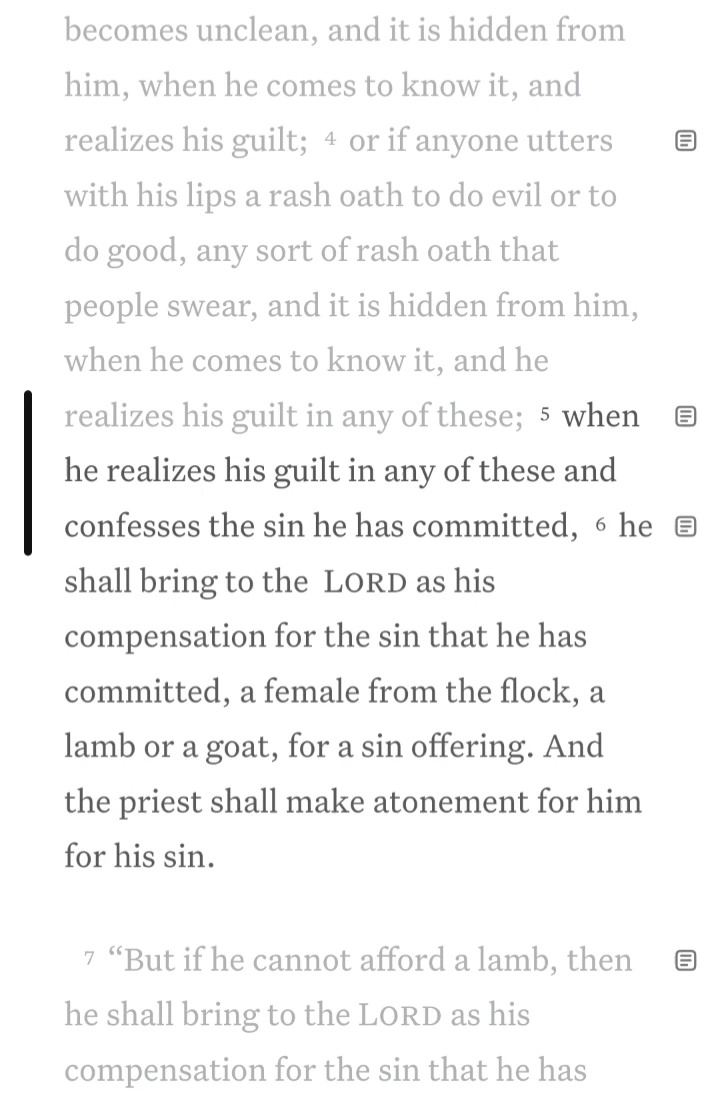 becomes unclean, and it is hidden from
him, when he comes to know it, and
realizes his guilt; 4 or if anyone utters
with his lips a rash oath to do evil or to
do good, any sort of rash oath that
people swear, and it is hidden from him,
when he comes to know it, and he
realizes his guilt in any of these; 5 when
he realizes his guilt in any of these and
confesses the sin he has committed, 6 he
shall bring to the LORD as his
compensation for the sin that he has
committed, a female from the flock, a
lamb or a goat, for a sin offering. And
the priest shall make atonement for him
for his sin.
7 “But if he cannot afford a lamb, then
he shall bring to the LORD as his
compensation for the sin that he has